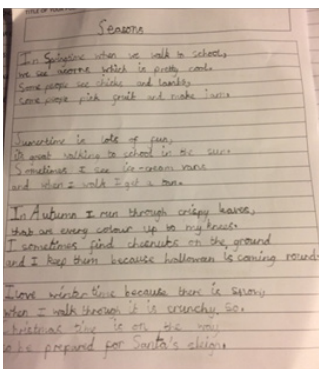 Seasons
In Springtime when we walk to school,
We see worms which is pretty cool.
Some people see chicks and lambs,
some people pick fruit and make jam.
Summertime is lots of fun,
it's great walking to school in the sun.
Sometimes I see ice-cream vans
and when I walk I get a tan.
In Autumn I run through crispy leaves,
that are every colour up to my knees.
I sometimes find chesnuts on the ground
and I keep them because hallowean is coming round
I love winter time because there is snow,
when I walk through it is crunchy, so.
Christmas time is on the way
so be prepared for Santa's sleigh.